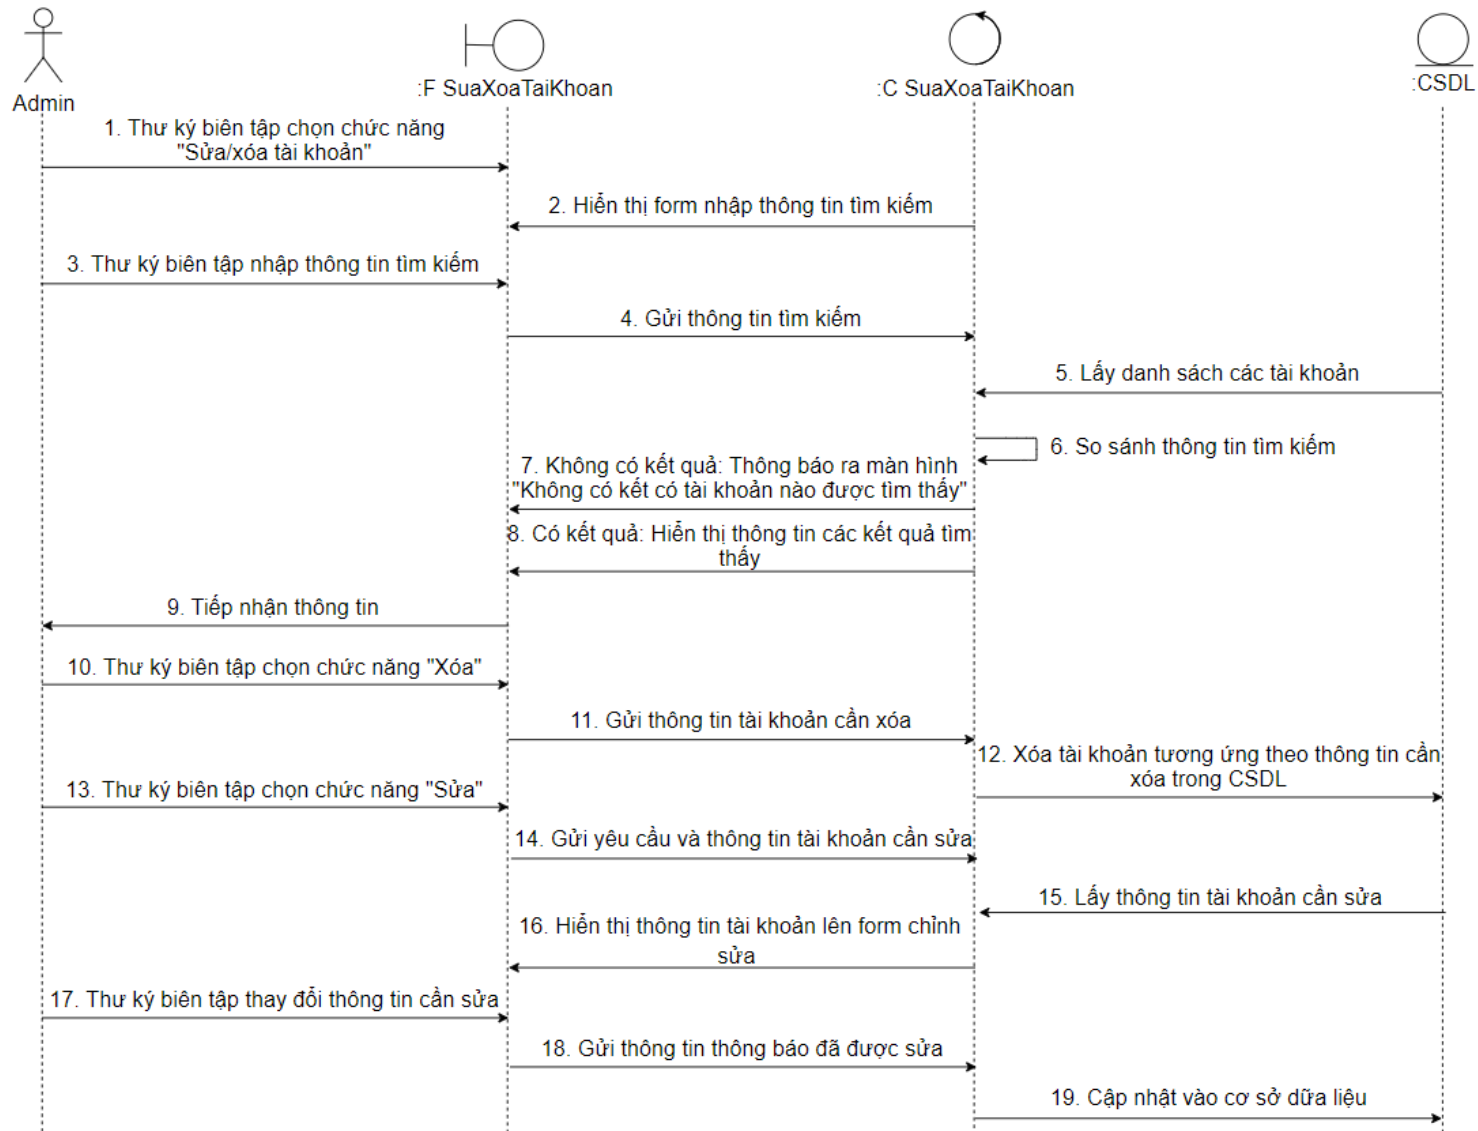 Admin
:F SuaXoaTaiKhoan
:C SuaXoaTaiKhoan
:CSDL
1. Thư ký biên tập chọn chức năng
"Sửa/xóa tài khoản"
2. Hiển thị form nhập thông tin tìm kiếm
3. Thư ký biên tập nhập thông tin tìm kiếm
4. Gửi thông tin tìm kiếm
5. Lấy danh sách các tài khoản
6. So sánh thông tin tìm kiếm
7. Không có kết quả: Thông báo ra màn hình
"Không có kết có tài khoản nào được tìm thấy"
8. Có kết quả: Hiển thị thông tin các kết quả tìm
thấy
9. Tiếp nhận thông tin
10. Thư ký biên tập chọn chức năng "Xóa"
11. Gửi thông tin tài khoản cần xóa
12. Xóa tài khoản tương ứng theo thông tin cần
xóa trong CSDL
13. Thư ký biên tập chọn chức năng "Sửa"
14. Gửi yêu cầu và thông tin tài khoản cần sửa
15. Lấy thông tin tài khoản cần sửa
16. Hiển thị thông tin tài khoản lên form chỉnh
sửa
17. Thư ký biên tập thay đổi thông tin cần sửa
18. Gửi thông tin thông báo đã được sửa
19. Cập nhật vào cơ sở dữa liệu